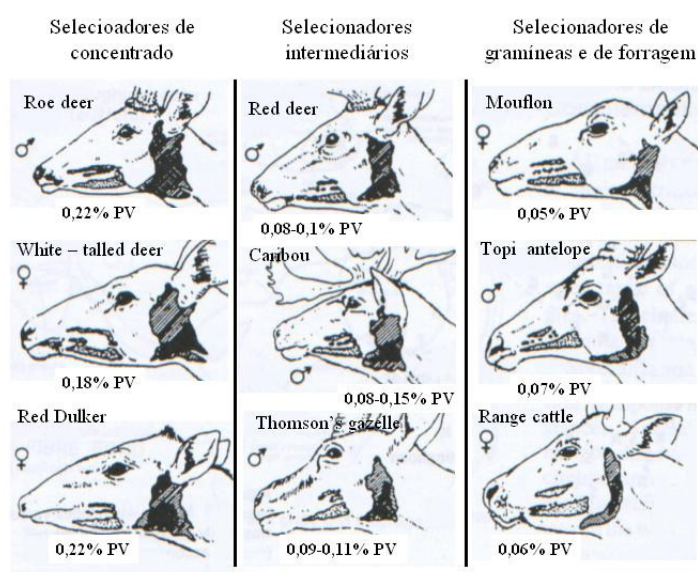 Selecioadores de
concentrado
Selecionadores
intermediários
Selecionadores de
gramíneas e de forragem
Roe deer
♂
0,22% PV
Red deer
♂
0,08-0,1% PV
Mouflon
♀
0,05% PV
White – talled deer
♀
0,18% PV
Caribou
♂
0,08-0,15% PV
Topi antelope
♂
0,07% PV
Red Dulker
♀
0,22% PV
Thomson's gazelle
♂
0,09-0,11% PV
Range cattle
♀
0,06% PV